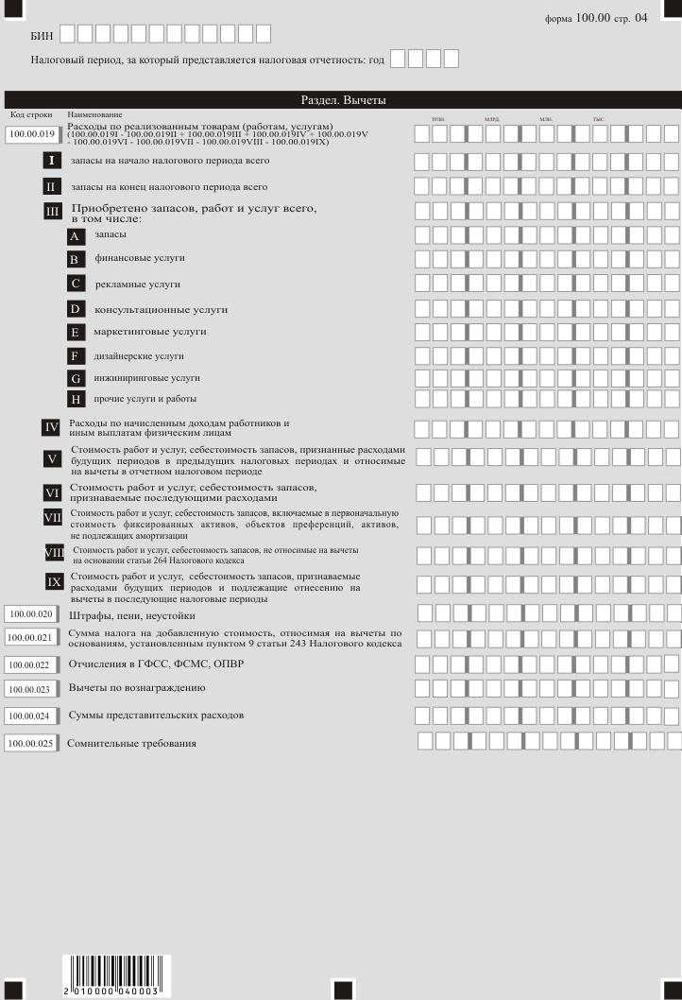 форма 100.00 стр. 04
БИН
Налоговый период, за который представляется налоговая отчетность: год
Раздел. Вычеты
Код строки Наименование
трлн. млрд. млн. тыс.
100.00.019 Расходы по реализованным товарам (работам, услугам)
(100.00.019I - 100.00.019II + 100.00.019III + 100.00.019IV + 100.00.019V
- 100.00.019VI - 100.00.019VII - 100.00.019VIII - 100.00.019IX)
I запасы на начало налогового периода всего
II запасы на конец налогового периода всего
III Приобретено запасов, работ и услуг всего,
в том числе:
A запасы
B финансовые услуги
C рекламные услуги
D консультационные услуги
E маркетинговые услуги
F дизайнерские услуги
G инжиниринговые услуги
H прочие услуги и работы
IV Расходы по начисленным доходам работников и
иным выплатам физическим лицам
V Стоимость работ и услуг, себестоимость запасов, признанные расходами
будущих периодов в предыдущих налоговых периодах и относимые
на вычеты в отчетном налоговом периоде
VI Стоимость работ и услуг, себестоимость запасов,
признаваемые последующими расходами
VII Стоимость работ и услуг, себестоимость запасов, включаемые в первоначальную
стоимость фиксированных активов, объектов преференций, активов,
не подлежащих амортизации
VIII Стоимость работ и услуг, себестоимость запасов, не относимые на вычеты
на основании статьи 264 Налогового кодекса
IX Стоимость работ и услуг, себестоимость запасов, признаваемые
расходами будущих периодов и подлежащие отнесению на
вычеты в последующие налоговые периоды
100.00.020 Штрафы, пени, неустойки
100.00.021 Сумма налога на добавленную стоимость, относимая на вычеты по
основаниям, установленным пунктом 9 статьи 243 Налогового кодекса
100.00.022 Отчисления в ГФСС, ФСМС, ОПВР
100.00.023 Вычеты по вознаграждению
100.00.024 Суммы представительских расходов
100.00.025 Сомнительные требования
2 010000 040003